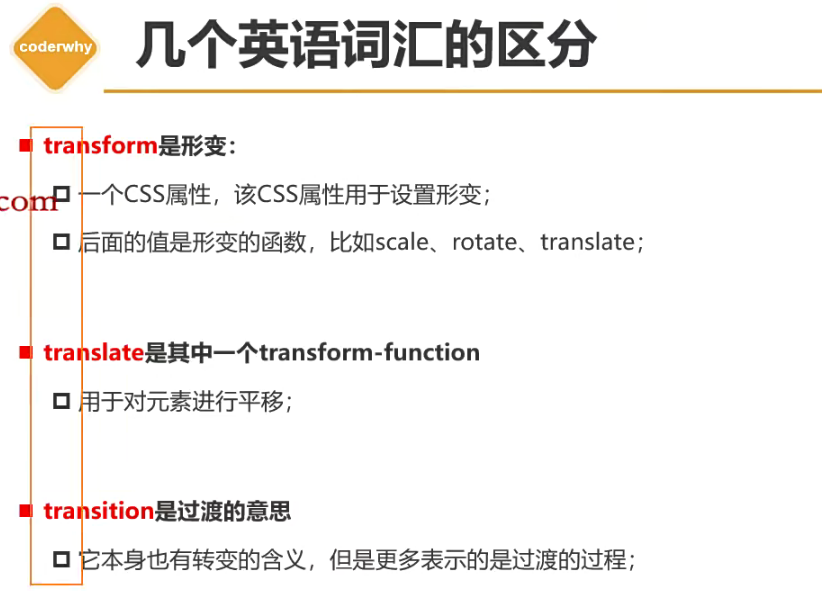 coderwhy
几个英语词汇的区分
transform是形变：
一个CSS属性，该CSS属性用于设置形变；
com
后面的值是形变的函数，比如scale、rotate、translate；
translate是其中一个transform-function
用于对元素进行平移；
transition是过渡的意思
它本身也有转变的含义，但是更多表示的是过渡的过程；